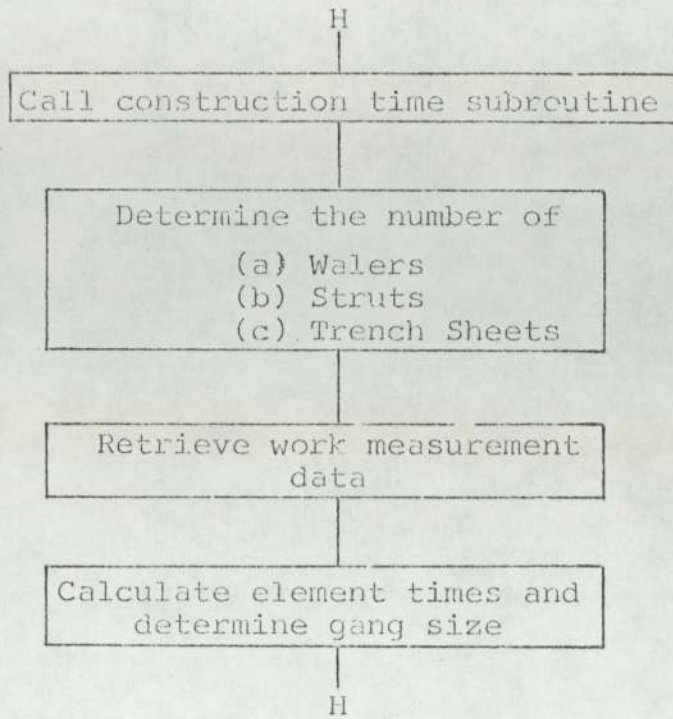 H
Call construction time subroutine
Determine the number of
(a) Walers
(b) Struts
(c) Trench Sheets
Retrieve work measurement
data
Calculate element times and
determine gang size
H